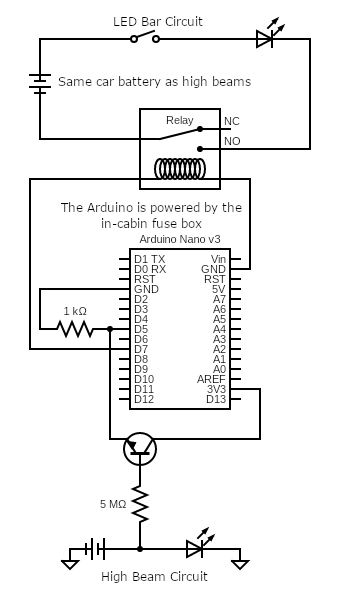 LED Bar Circuit
Same car battery as high beams
Relay
NC
NO
The Arduino is powered by the
in-cabin fuse box
Arduino Nano v3
D1 TX
D0 RX
RST
GND
D2
D3
D4
D5
D6
D7
D8
D9
D10
D11
D12
Vin
GND
RST
5V
A7
A6
A5
A4
A3
A2
A1
A0
AREF
3V3
D13
1 kΩ
5 MΩ
High Beam Circuit